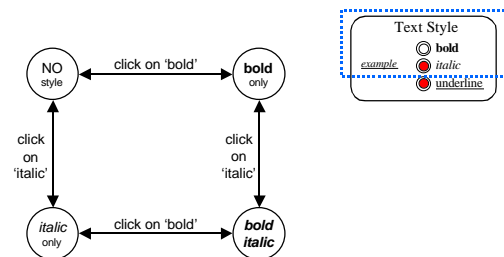 NO
style
click on ‘bold’
bold
only
click
on
‘italic’
click
on
‘italic’
italic
only
click on ‘bold’
bold
italic
Text Style
bold
example
italic
underline